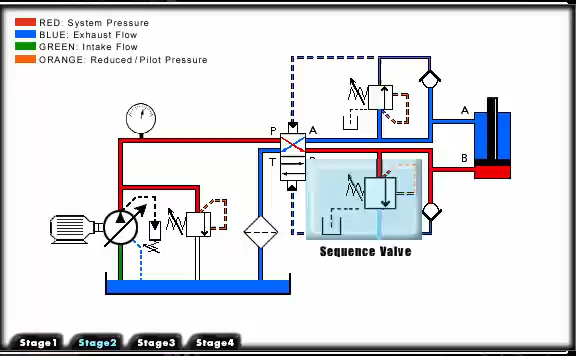 RED: System Pressure
BLUE: Exhaust Flow
GREEN: Intake Flow
ORANGE: Reduced/Pilot Pressure
P A
T
A
B
Sequence Valve
Stage1 Stage2 Stage3 Stage4